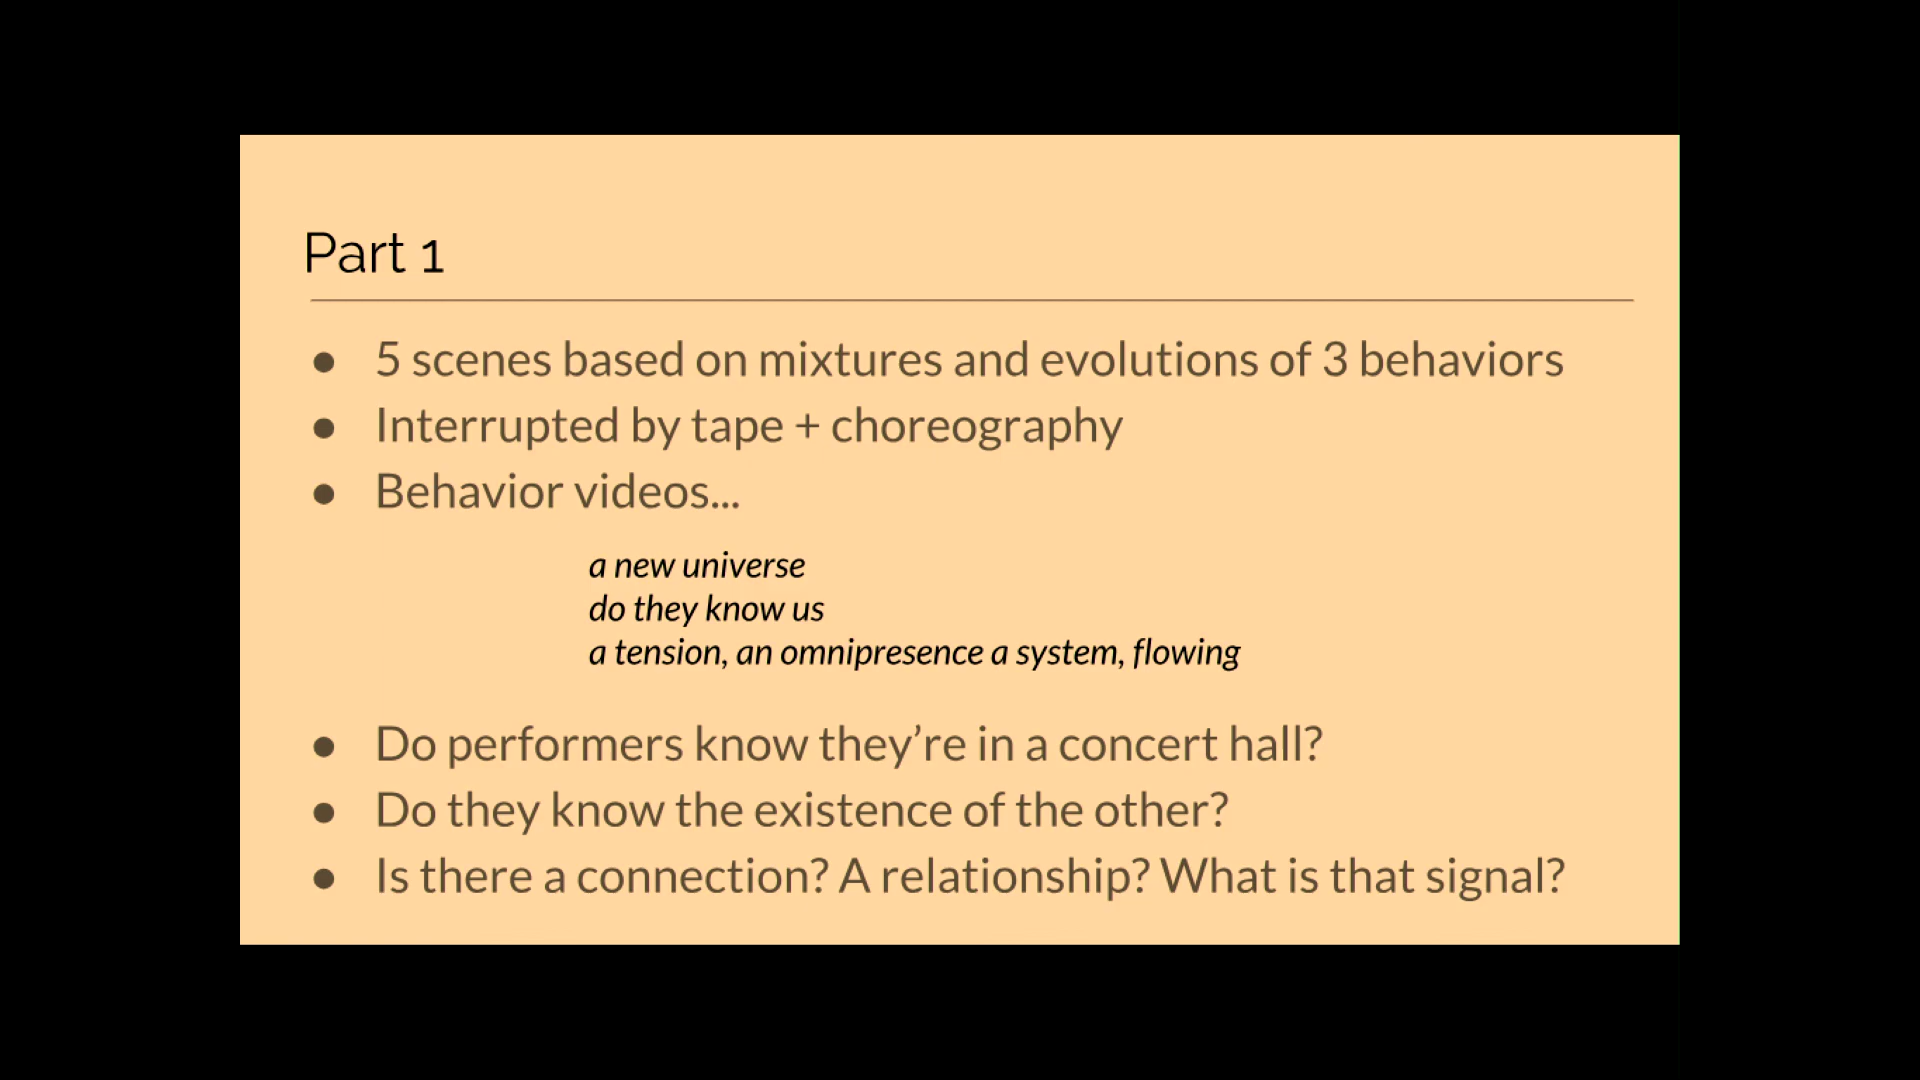 Part 1
● 5 scenes based on mixtures and evolutions of 3 behaviors
● Interrupted by tape + choreography
● Behavior videos...
a new universe
do they know us
a tension, an omnipresence a system, flowing
● Do performers know they’re in a concert hall?
● Do they know the existence of the other?
● Is there a connection? A relationship? What is that signal?